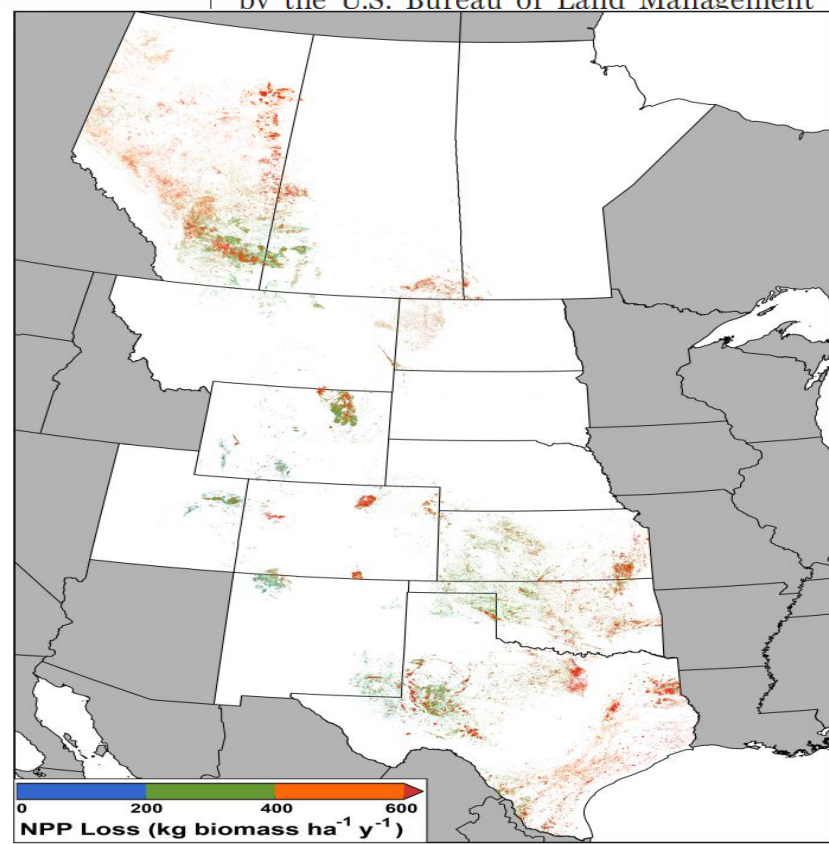 by the U.S. Bureau of Land Management
0 200 400 600
NPP Loss (kg biomass ha⁻¹ y⁻¹)